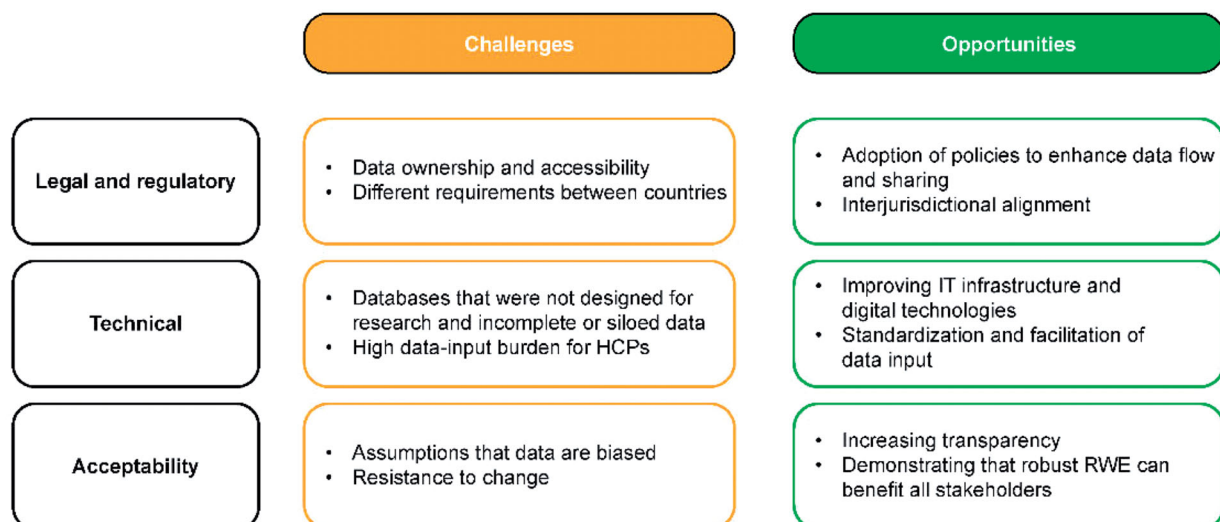 Challenges
Opportunities
Legal and regulatory
• Data ownership and accessibility
• Different requirements between countries
• Adoption of policies to enhance data flow
and sharing
• Interjurisdictional alignment
Technical
• Databases that were not designed for
research and incomplete or siloed data
• High data-input burden for HCPs
• Improving IT infrastructure and
digital technologies
• Standardization and facilitation of
data input
Acceptability
• Assumptions that data are biased
• Resistance to change
• Increasing transparency
• Demonstrating that robust RWE can
benefit all stakeholders